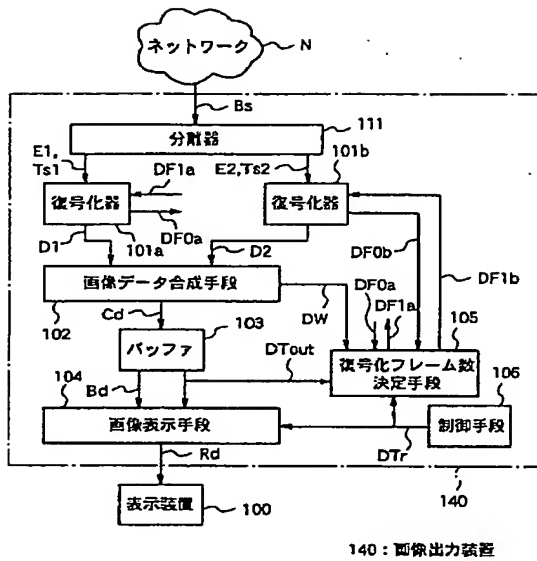 ネットワーク
N
Bs
分離器
111
E1,
Ts1
E2,Ts2
101b
DF1a
復号化器
復号化器
DF0a
DF0b
D1
101a
D2
DF1b
DF0a
DF1a
画像データ合成手段
DW
105
102
Cd
103
バッファ
DTout
復号化フレーム数
決定手段
106
104
Bd
画像表示手段
制御手段
Rd
DTr
表示装置
100
140
140:画像出力装置